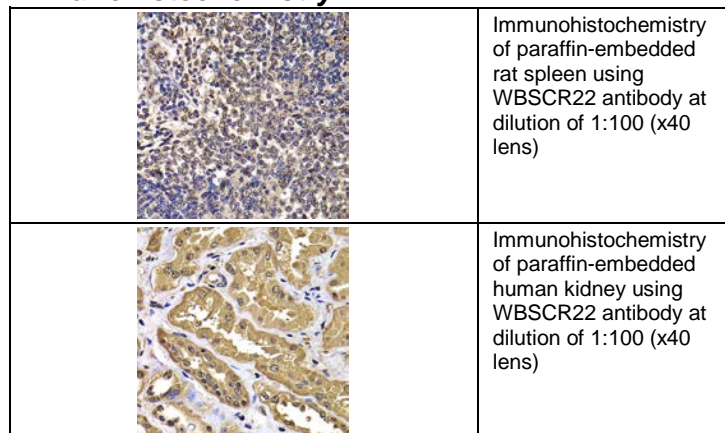 Immunohistochemistry
of paraffin-embedded
rat spleen using
WBSCR22 antibody at
dilution of 1:100 (x40
lens)
Immunohistochemistry
of paraffin-embedded
human kidney using
WBSCR22 antibody at
dilution of 1:100 (x40
lens)